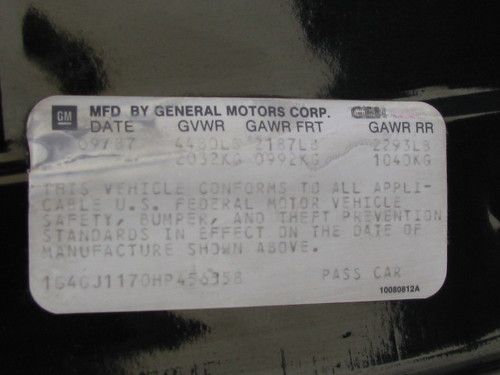 GM MFD BY GENERAL MOTORS CORP.
DATE GVWR GAWR FRT GAWR RR
09/87 4480LB 2187LB 2293LB
2032KG 0992KG 1040KG
THIS VEHICLE CONFORMS TO ALL APPLI-
CABLE U.S. FEDERAL MOTOR VEHICLE
SAFETY, BUMPER, AND THEFT PREVENTION
STANDARDS IN EFFECT ON THE DATE OF
MANUFACTURE SHOWN ABOVE.
1G4GJ1170HP456358 PASS CAR
10080812A